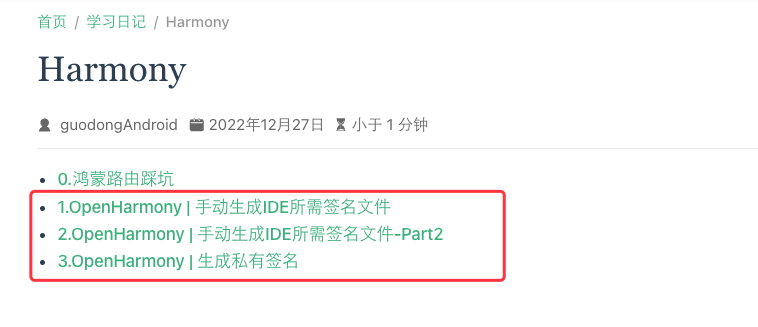 首页 / 学习日记 / Harmony
Harmony
guodongAndroid 2022年12月27日 小于 1 分钟
0.鸿蒙路由踩坑
1.OpenHarmony | 手动生成IDE所需签名文件
2.OpenHarmony | 手动生成IDE所需签名文件-Part2
3.OpenHarmony | 生成私有签名